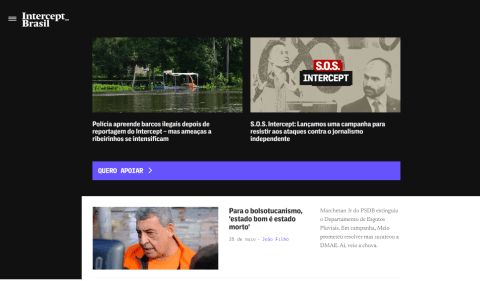 Intercept_
Brasil
S.O.S.
INTERCEPT
Polícia apreende barcos ilegais depois de
reportagem do Intercept – mas ameaças a
ribeirinhos se intensificam
S.O.S. Intercept: Lançamos uma campanha para
resistir aos ataques contra o jornalismo
independente
QUERO APOIAR
Para o bolsotucanismo,
'estado bom é estado
morto'
28 de maio - João Filho
Marchezan Jr do PSDB extinguiu
o Departamento de Esgotos
Pluviais. Em campanha, Melo
prometeu resolver mas sucateou a
DMAE. Aí, veio a chuva.